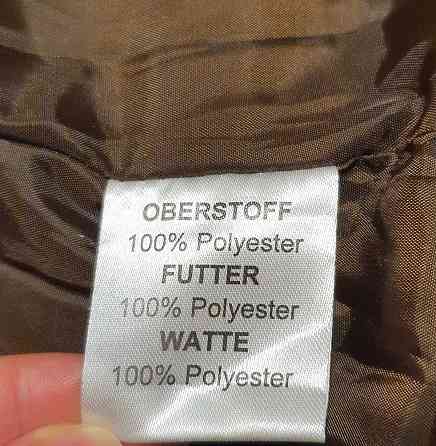 OBERSTOFF
100% Polyester
FUTTER
100% Polyester
WATTE
100% Polyester